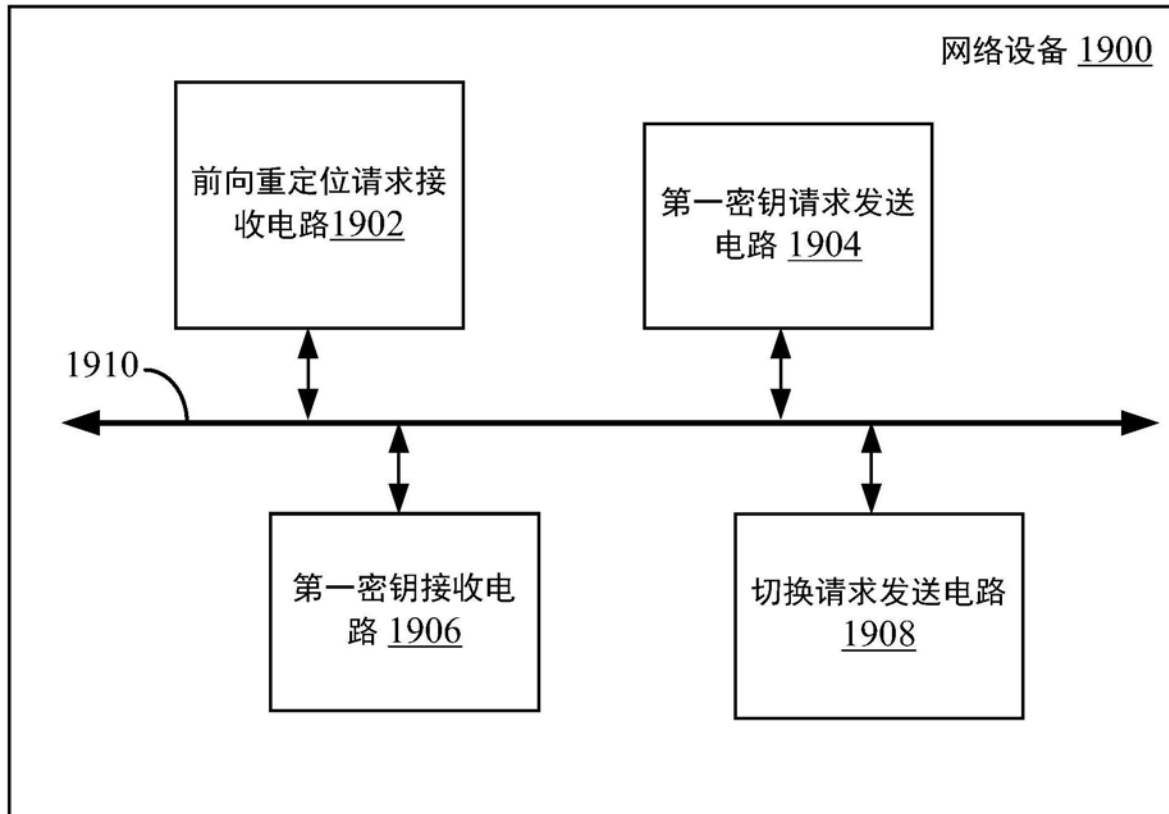 网络设备 1900
前向重定位请求接
收电路1902
第一密钥请求发送
电路 1904
1910
第一密钥接收电
路 1906
切换请求发送电路
1908